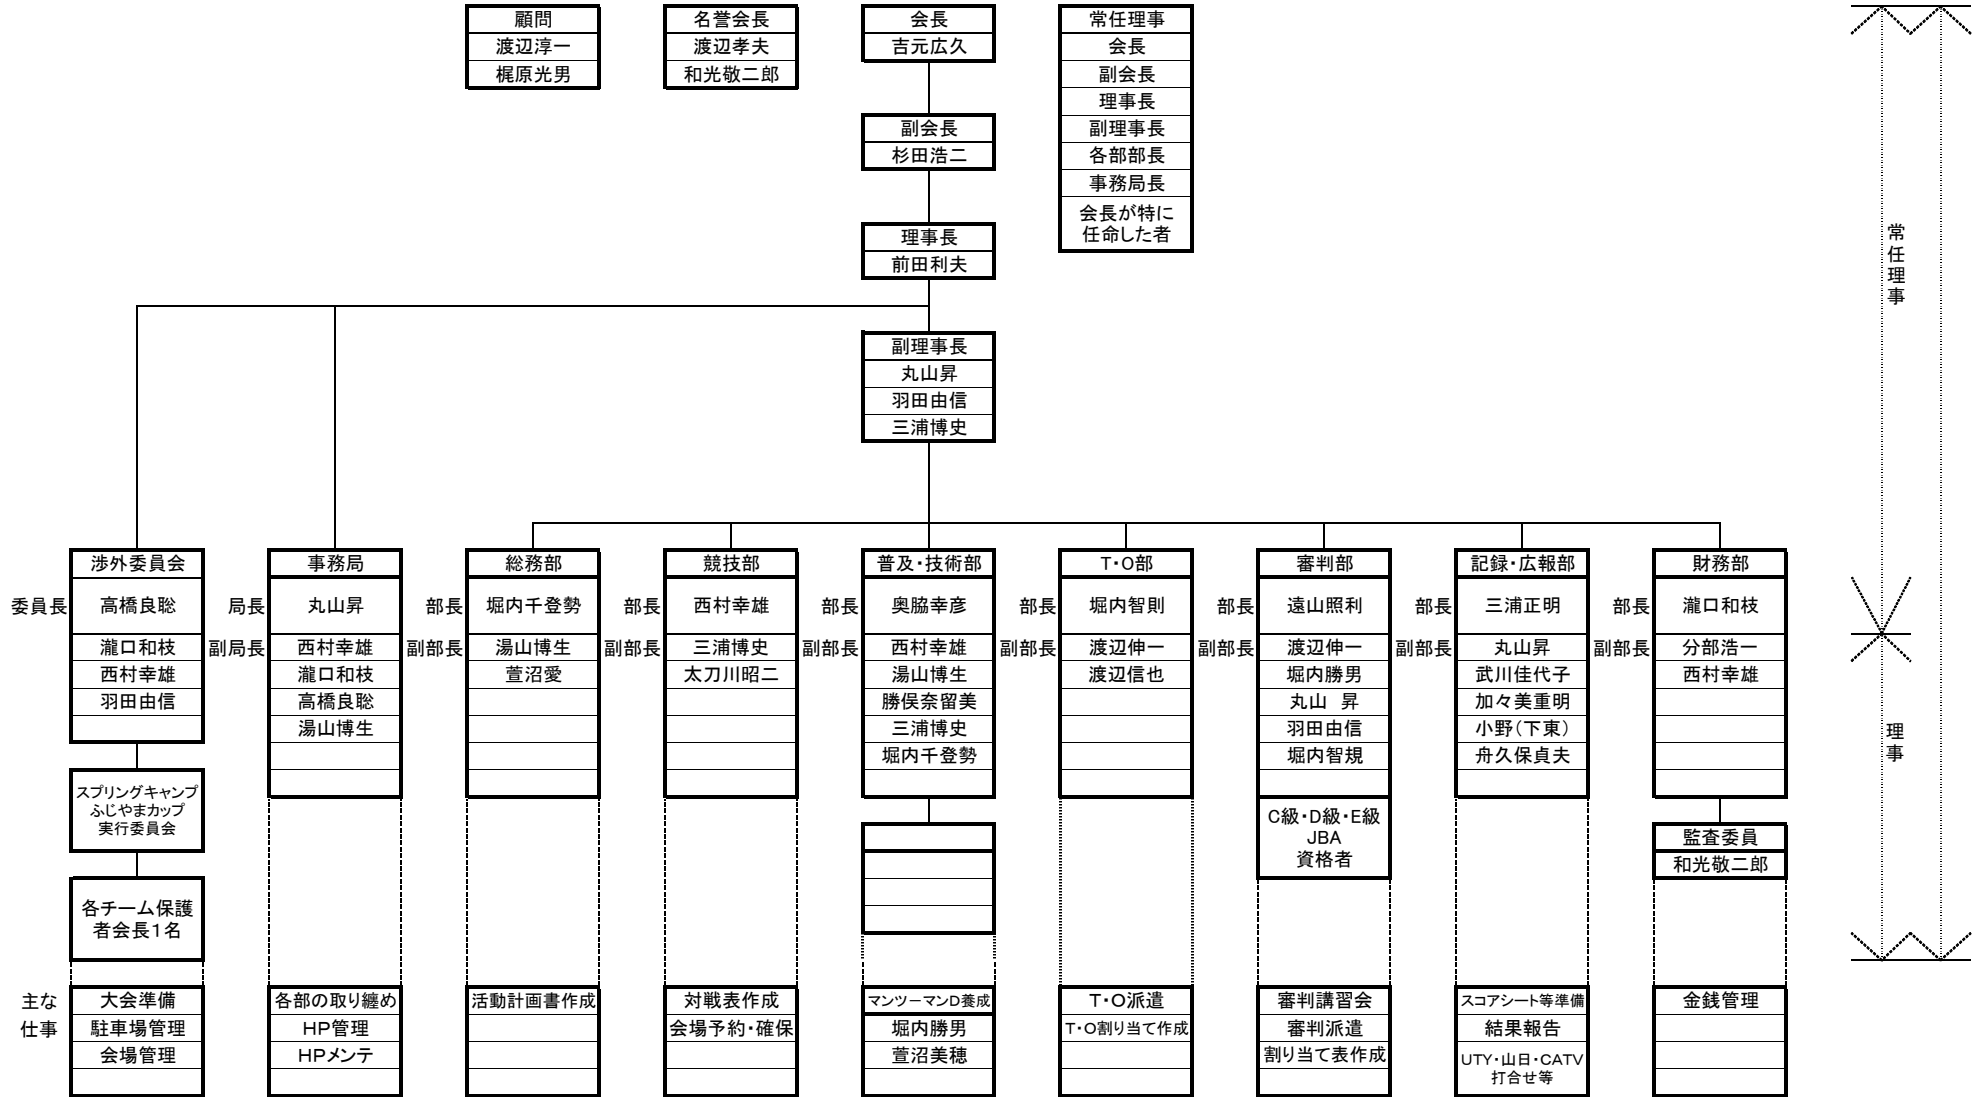 顧問
渡辺淳一
梶原光男
名誉会長
渡辺孝夫
和光敬二郎
会長
吉元広久
常任理事
会長
副会長
理事長
副理事長
各部部長
事務局長
会長が特に
任命した者
副会長
杉田浩二
理事長
前田利夫
副理事長
丸山昇
羽田由信
三浦博史
常任理事
理事
渉外委員会
委員長 高橋良聡
瀧口和枝
西村幸雄
羽田由信
スプリングキャンプ
ふじやまカップ
実行委員会
各チーム保護
者会長1名
事務局
局長 丸山昇
副局長 西村幸雄
瀧口和枝
高橋良聡
湯山博生
総務部
部長 堀内千登勢
副部長 湯山博生
萱沼愛
競技部
部長 西村幸雄
副部長 三浦博史
太刀川昭二
普及・技術部
部長 奥脇幸彦
副部長 西村幸雄
湯山博生
勝俣奈留美
三浦博史
堀内千登勢
T・O部
部長 堀内智則
副部長 渡辺伸一
渡辺信也
審判部
部長 遠山照利
副部長 渡辺伸一
堀内勝男
丸山 昇
羽田由信
堀内智規
C級・D級・E級
JBA
資格者
記録・広報部
部長 三浦正明
副部長 丸山昇
武川佳代子
加々美重明
小野(下東)
舟久保貞夫
財務部
部長 瀧口和枝
副部長 分部浩一
西村幸雄
監査委員
和光敬二郎
主な
仕事
大会準備
駐車場管理
会場管理
各部の取り纏め
HP管理
HPメンテ
活動計画書作成
対戦表作成
会場予約・確保
マンツーマンD養成
堀内勝男
萱沼美穂
T・O派遣
T・O割り当て作成
審判講習会
審判派遣
割り当て表作成
スコアシート等準備
結果報告
UTY・山日・CATV
打合せ等
金銭管理